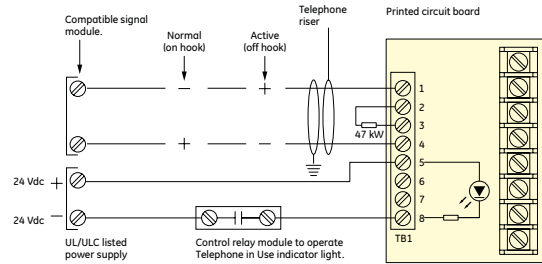 Compatible signal
module.
Normal
(on hook)
Active
(off hook)
Telephone
riser
Printed circuit board
− − − + −
1
2
3
47 kW
− + − − −
4
24 Vdc +
5
6
7
24 Vdc −
8
TB1
UL/ULC listed
power supply
Control relay module to operate
Telephone in Use indicator light.